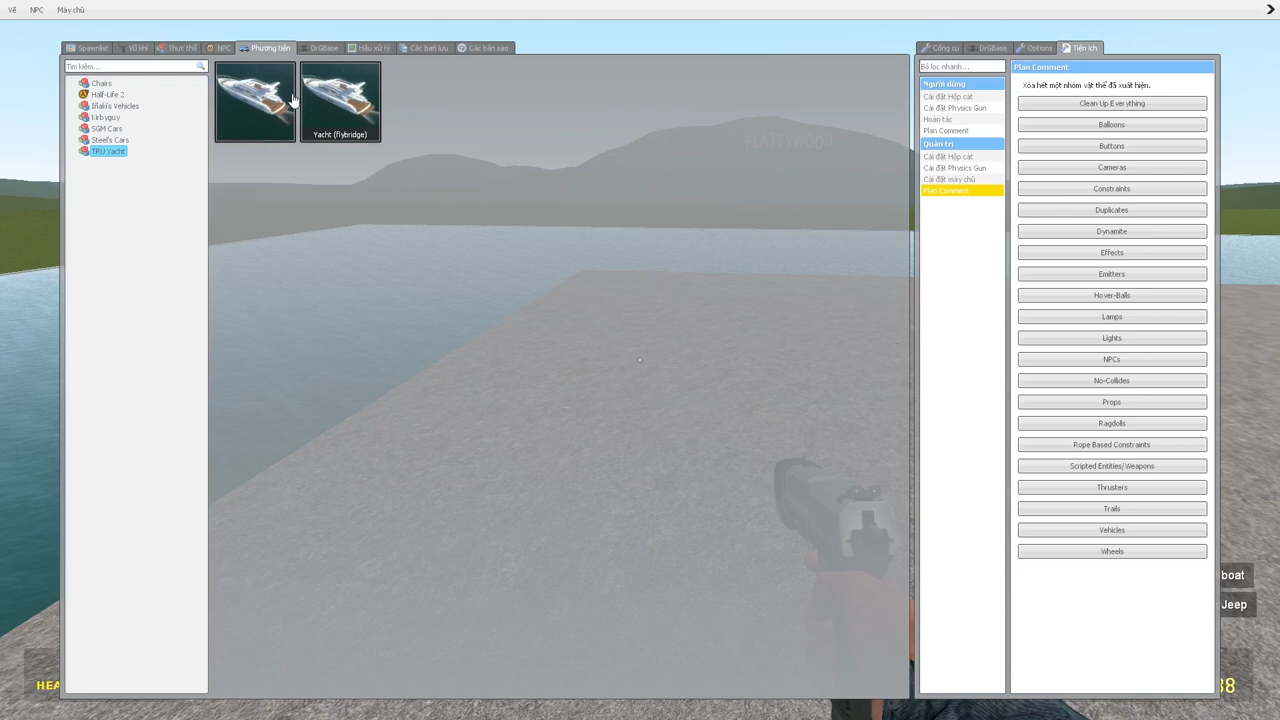 Vẽ NPC Máy chủ
Spawnlist Vũ khí Thực thể NPC Phương tiện DrGBase Hậu xử lý Các bản lưu Các bản sao
Tìm kiếm...
Chairs
Half-Life 2
Iñaki's Vehicles
Kirbyguy
SGM Cars
Steel's Cars
TRU Yacht
Yacht (flybridge)
FLATTYWOOD
Công cụ DrGBase Options Tiện ích
Bộ lọc nhanh...
Người dùng
Cài đặt Hộp cát
Cài đặt Physics Gun
Hoàn tác
Plan Comment
Quản trị
Cài đặt Hộp cát
Cài đặt Physics Gun
Cài đặt máy chủ
Plan Comment
Plan Comment
Xóa hết một nhóm vật thể đã xuất hiện.
Clean Up Everything
Balloons
Buttons
Cameras
Constraints
Duplicates
Dynamite
Effects
Emitters
Hover-Balls
Lamps
Lights
NPCs
No-Collides
Props
Ragdolls
Rope Based Constraints
Scripted Entities/Weapons
Thrusters
Trails
Vehicles
Wheels
boat
Jeep
HEA